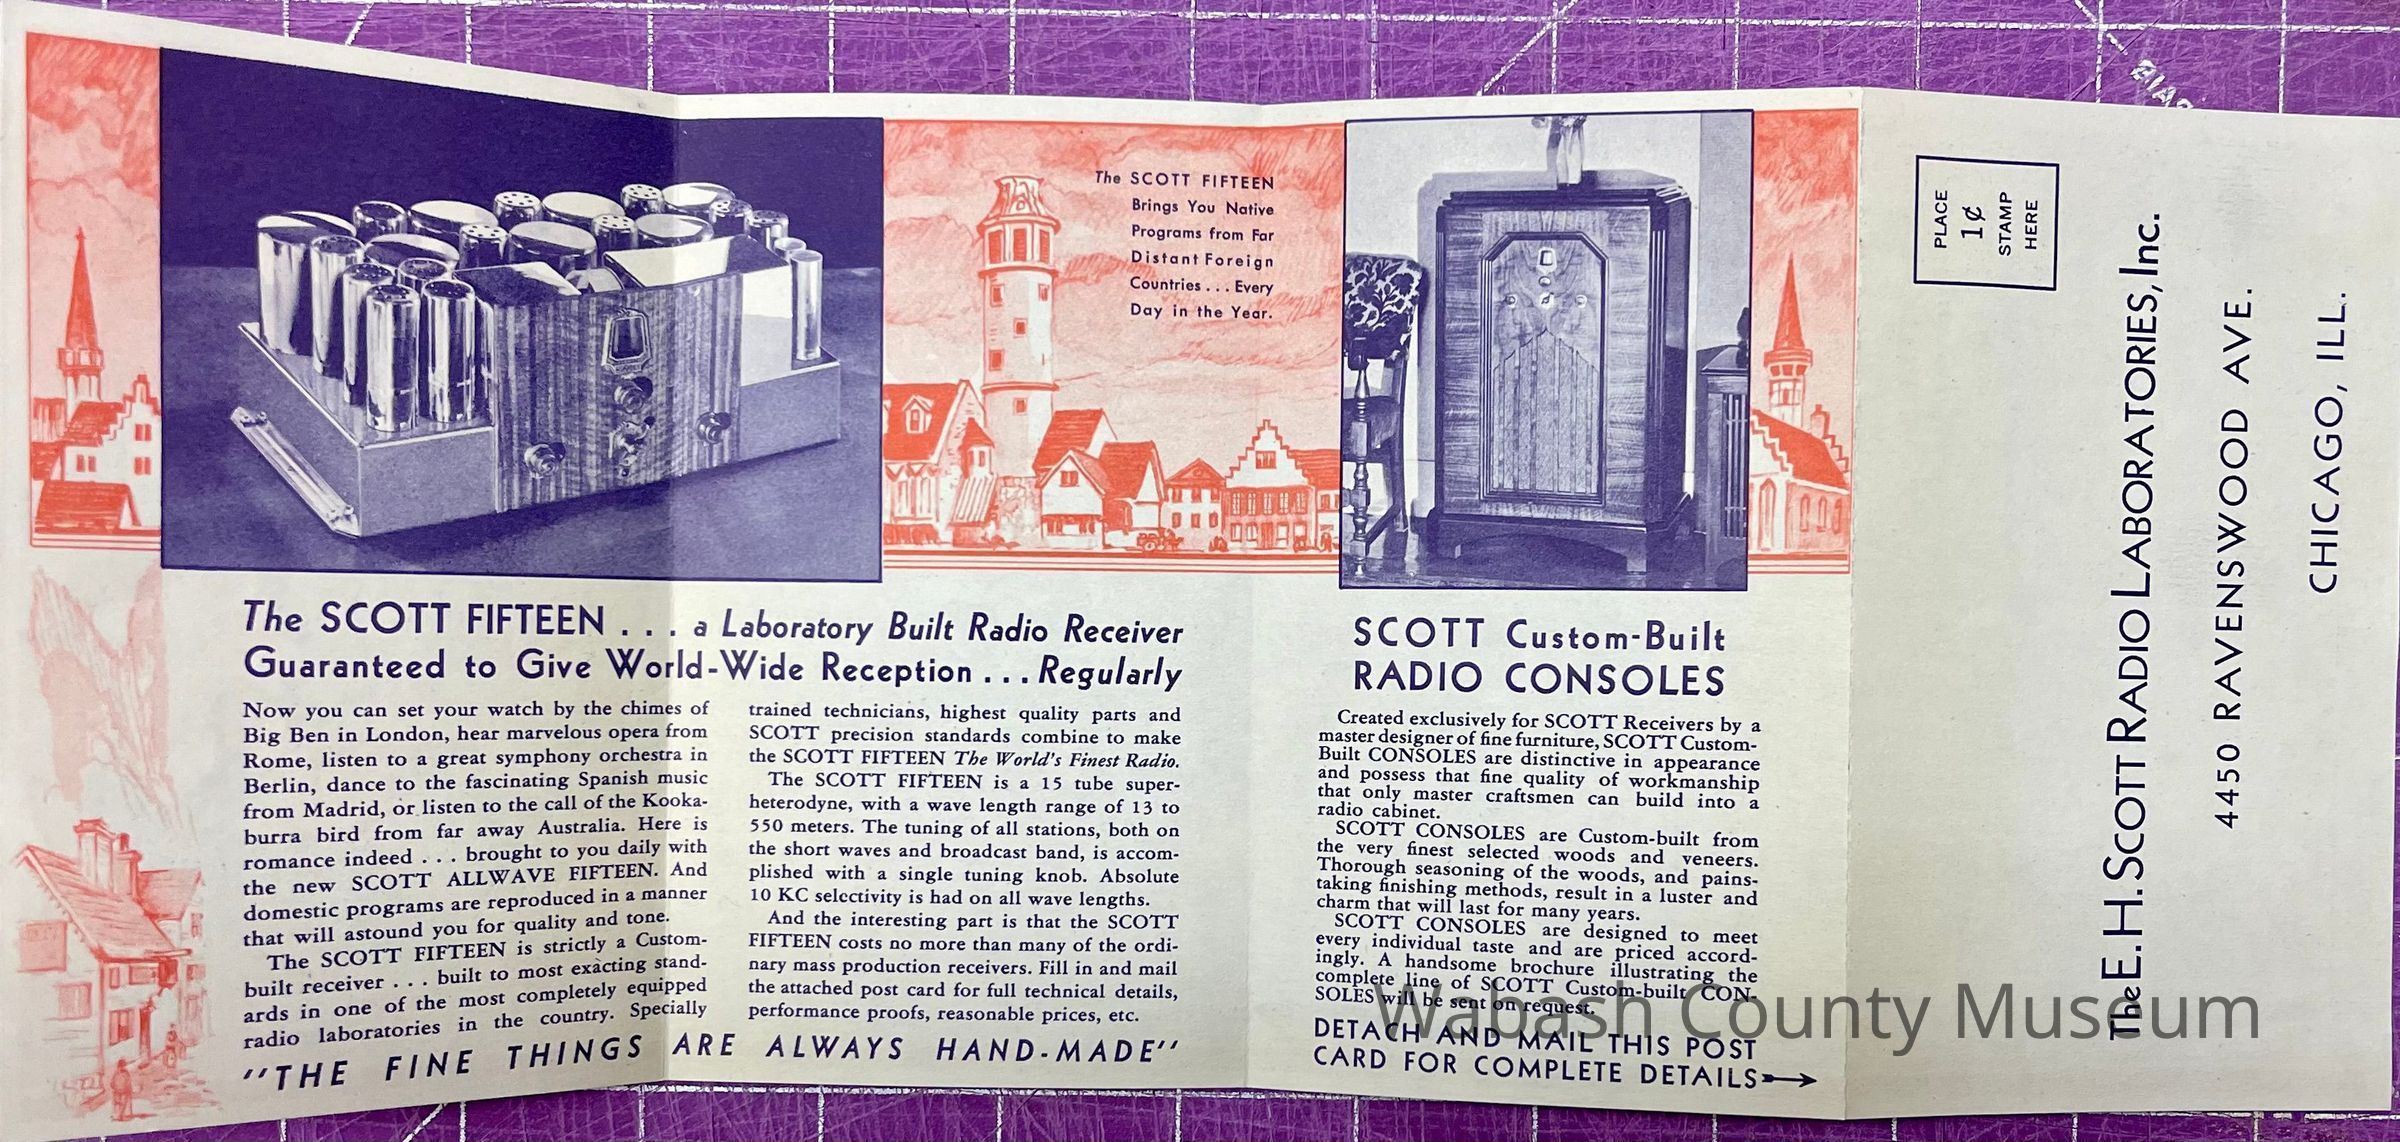 The SCOTT FIFTEEN
Brings You Native
Programs from Far
Distant Foreign
Countries . . . Every
Day in the Year.
The SCOTT FIFTEEN . . . a Laboratory Built Radio Receiver
Guaranteed to Give World-Wide Reception . . . Regularly
Now you can set your watch by the chimes of
Big Ben in London, hear marvelous opera from
Rome, listen to a great symphony orchestra in
Berlin, dance to the fascinating Spanish music
from Madrid, or listen to the call of the Kooka-
burra bird from far away Australia. Here is
romance indeed . . . brought to you daily with
the new SCOTT ALLWAVE FIFTEEN. And
domestic programs are reproduced in a manner
that will astound you for quality and tone.
The SCOTT FIFTEEN is strictly a Custom-
built receiver . . . built to most exacting stand-
ards in one of the most completely equipped
radio laboratories in the country. Specially
trained technicians, highest quality parts and
SCOTT precision standards combine to make
the SCOTT FIFTEEN The World's Finest Radio.
The SCOTT FIFTEEN is a 15 tube super-
heterodyne, with a wave length range of 13 to
550 meters. The tuning of all stations, both on
the short waves and broadcast band, is accom-
plished with a single tuning knob. Absolute
10 KC selectivity is had on all wave lengths.
And the interesting part is that the SCOTT
FIFTEEN costs no more than many of the ordi-
nary mass production receivers. Fill in and mail
the attached post card for full technical details,
performance proofs, reasonable prices, etc.
"THE FINE THINGS ARE ALWAYS HAND-MADE"
SCOTT Custom-Built
RADIO CONSOLES
Created exclusively for SCOTT Receivers by a
master designer of fine furniture, SCOTT Custom-
Built CONSOLES are distinctive in appearance
and possess that fine quality of workmanship
that only master craftsmen can build into a
radio cabinet.
SCOTT CONSOLES are Custom-built from
the very finest selected woods and veneers.
Thorough seasoning of the woods, and pains-
taking finishing methods, result in a luster and
charm that will last for many years.
SCOTT CONSOLES are designed to meet
every individual taste and are priced accord-
ingly. A handsome brochure illustrating the
complete line of SCOTT Custom-built CON-
SOLES will be sent on request.
DETACH AND MAIL THIS POST
CARD FOR COMPLETE DETAILS
PLACE
1¢
STAMP
HERE
The E. H. SCOTT RADIO LABORATORIES, Inc.
4450 RAVENSWOOD AVE.
CHICAGO, ILL.
Wabash County Museum